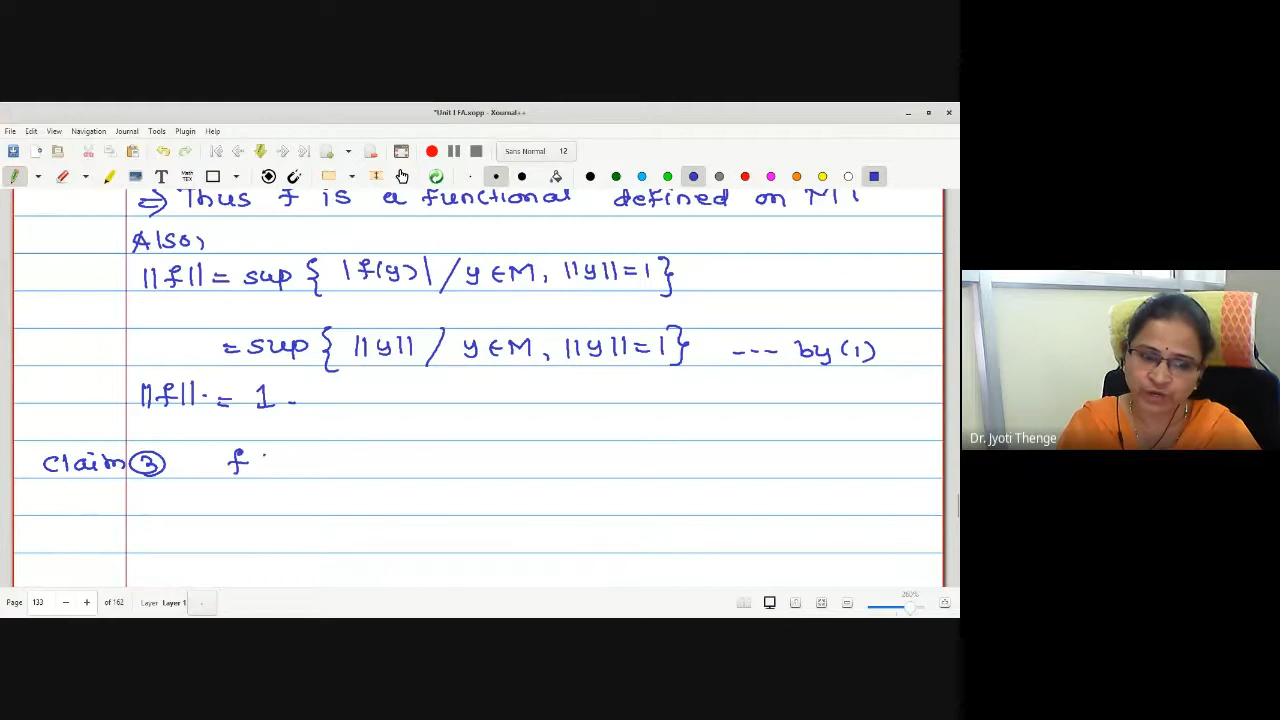 *Unit I FA.xopp - Xournal++
File Edit View Navigation Journal Tools Plugin Help
Sans Normal 12
⇒ Thus f is a functional defined on M.
Also,
||f|| = sup { |f(y)| / y ∈ M, ||y|| = 1 }
= sup { ||y|| / y ∈ M, ||y|| = 1 } --- by (1)
||f|| = 1.
Claim ③ f
Page 133 of 162 Layer Layer 1
260%
Dr. Jyoti Thenge